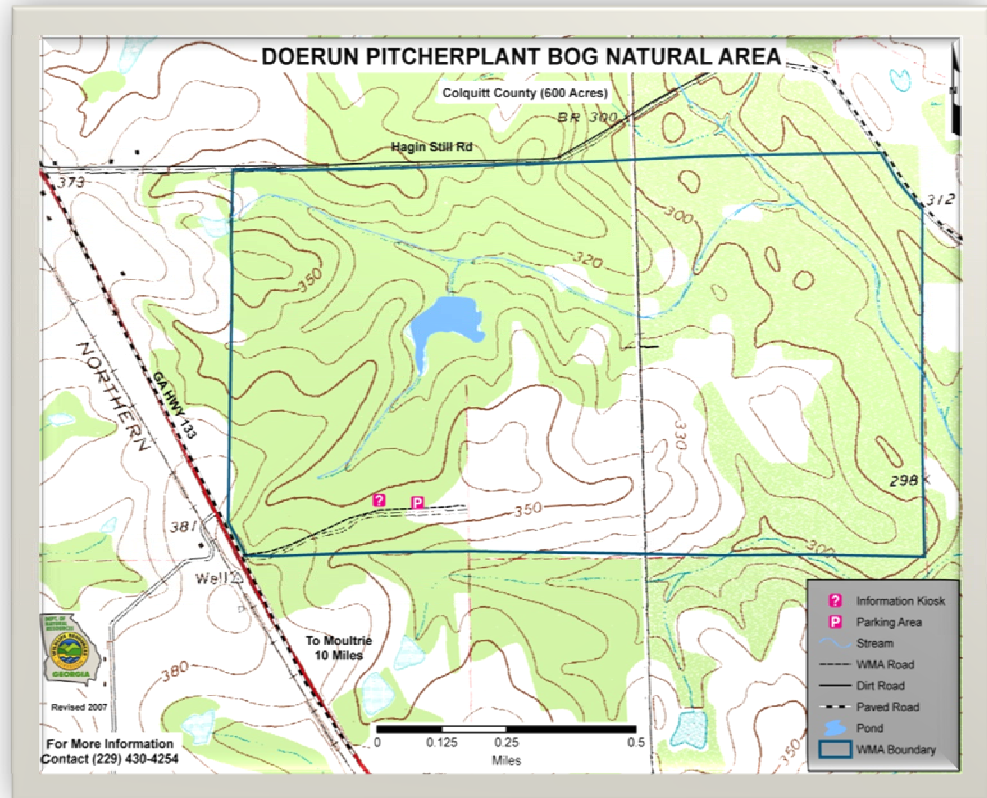 DOERUN PITCHERPLANT BOG NATURAL AREA
Colquitt County (600 Acres)
BR 300
Hagin Still Rd
373
312
300
320
350
NORTHERN
GA HWY 133
330
298
350
381
300
Well
To Moultrie
10 Miles
380
350
GEORGIA
Revised 2007
For More Information
Contact (229) 430-4254
0
0.125
0.25
0.5
Miles
? Information Kiosk
P Parking Area
Stream
WMA Road
Dirt Road
Paved Road
Pond
WMA Boundary
?
P